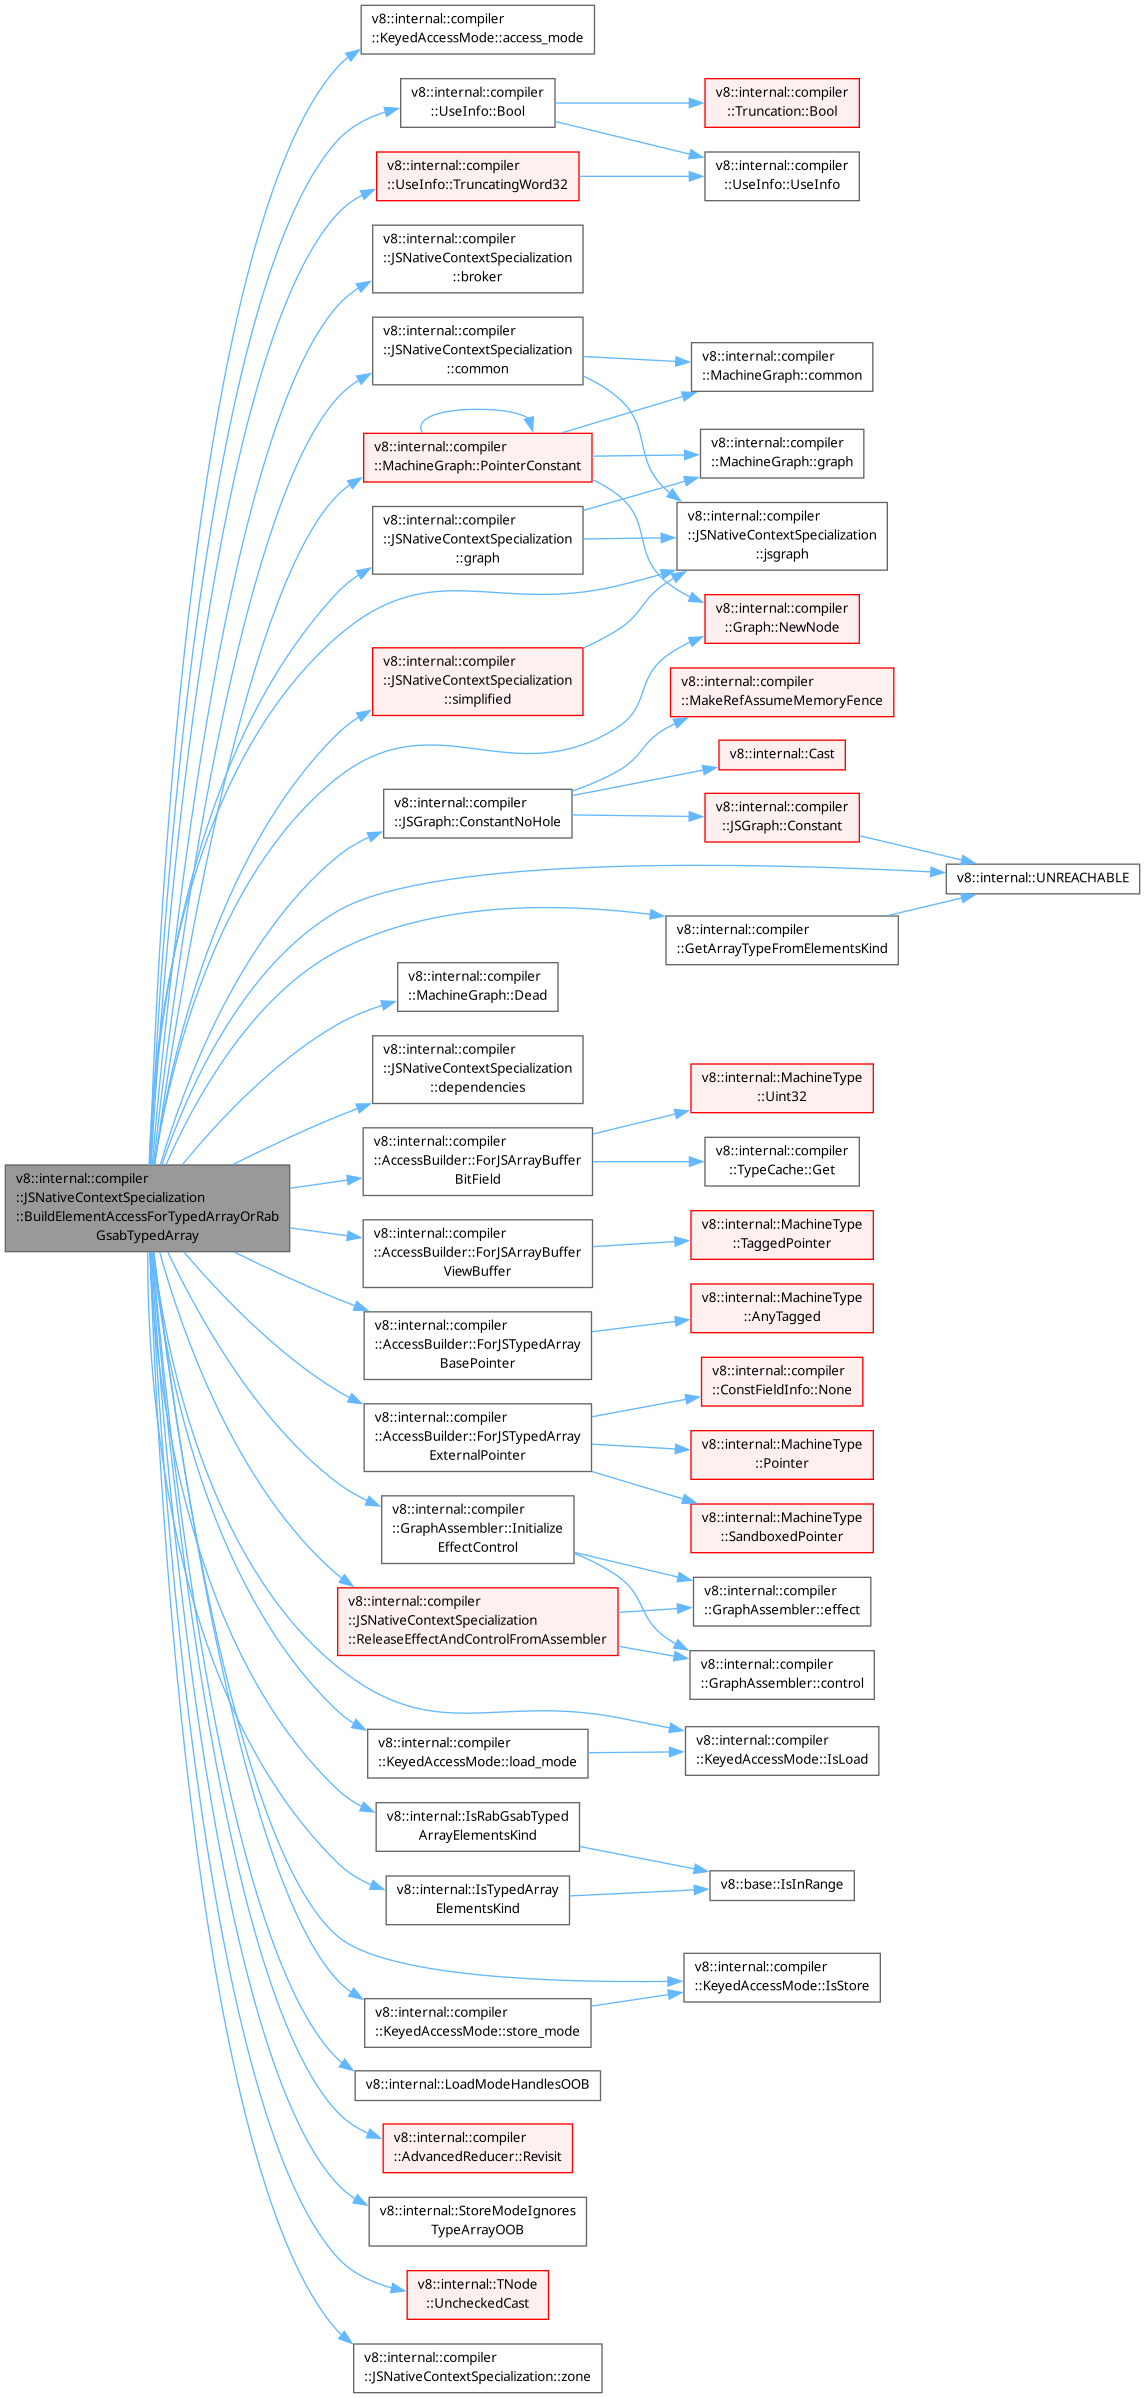 v8::internal::compiler
::KeyedAccessMode::access_mode
v8::internal::compiler
::UseInfo::Bool
v8::internal::compiler
::Truncation::Bool
v8::internal::compiler
::UseInfo::TruncatingWord32
v8::internal::compiler
::UseInfo::UseInfo
v8::internal::compiler
::JSNativeContextSpecialization
::broker
v8::internal::compiler
::JSNativeContextSpecialization
::common
v8::internal::compiler
::MachineGraph::common
v8::internal::compiler
::MachineGraph::PointerConstant
v8::internal::compiler
::MachineGraph::graph
v8::internal::compiler
::JSNativeContextSpecialization
::graph
v8::internal::compiler
::JSNativeContextSpecialization
::jsgraph
v8::internal::compiler
::Graph::NewNode
v8::internal::compiler
::JSNativeContextSpecialization
::simplified
v8::internal::compiler
::MakeRefAssumeMemoryFence
v8::internal::Cast
v8::internal::compiler
::JSGraph::ConstantNoHole
v8::internal::compiler
::JSGraph::Constant
v8::internal::UNREACHABLE
v8::internal::compiler
::GetArrayTypeFromElementsKind
v8::internal::compiler
::MachineGraph::Dead
v8::internal::compiler
::JSNativeContextSpecialization
::dependencies
v8::internal::MachineType
::Uint32
v8::internal::compiler
::AccessBuilder::ForJSArrayBuffer
BitField
v8::internal::compiler
::TypeCache::Get
v8::internal::compiler
::JSNativeContextSpecialization
::BuildElementAccessForTypedArrayOrRab
GsabTypedArray
v8::internal::compiler
::AccessBuilder::ForJSArrayBuffer
ViewBuffer
v8::internal::MachineType
::TaggedPointer
v8::internal::compiler
::AccessBuilder::ForJSTypedArray
BasePointer
v8::internal::MachineType
::AnyTagged
v8::internal::compiler
::ConstFieldInfo::None
v8::internal::compiler
::AccessBuilder::ForJSTypedArray
ExternalPointer
v8::internal::MachineType
::Pointer
v8::internal::MachineType
::SandboxedPointer
v8::internal::compiler
::GraphAssembler::Initialize
EffectControl
v8::internal::compiler
::GraphAssembler::effect
v8::internal::compiler
::JSNativeContextSpecialization
::ReleaseEffectAndControlFromAssembler
v8::internal::compiler
::GraphAssembler::control
v8::internal::compiler
::KeyedAccessMode::load_mode
v8::internal::compiler
::KeyedAccessMode::IsLoad
v8::internal::IsRabGsabTyped
ArrayElementsKind
v8::internal::IsTypedArray
ElementsKind
v8::base::IsInRange
v8::internal::compiler
::KeyedAccessMode::IsStore
v8::internal::compiler
::KeyedAccessMode::store_mode
v8::internal::LoadModeHandlesOOB
v8::internal::compiler
::AdvancedReducer::Revisit
v8::internal::StoreModeIgnores
TypeArrayOOB
v8::internal::TNode
::UncheckedCast
v8::internal::compiler
::JSNativeContextSpecialization::zone